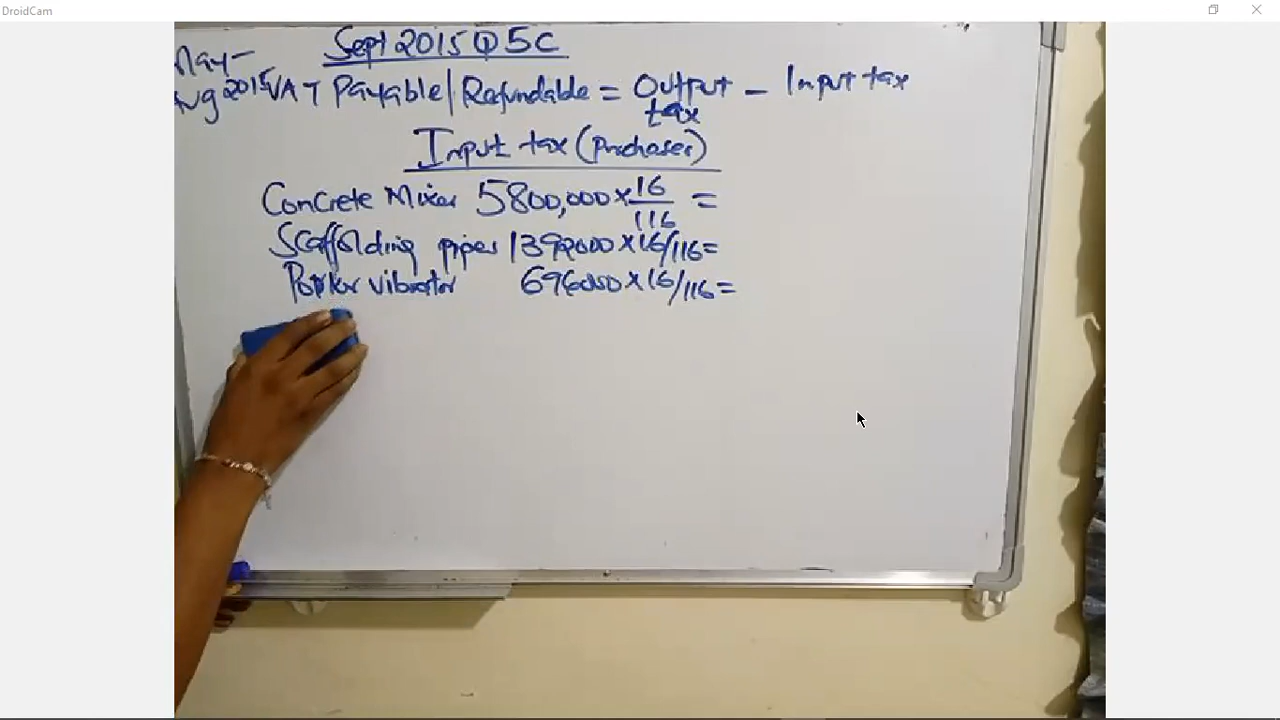 DroidCam
Sept 2015 Q5C
May-
Aug 2015 VAT Payable/Refundable = Output tax - Input tax
Input tax (Purchases)
Concrete Mixer 5800,000 × 16/116 =
Scaffolding pipes 1392000 × 16/116 =
Poker vibrator 696000 × 16/116 =